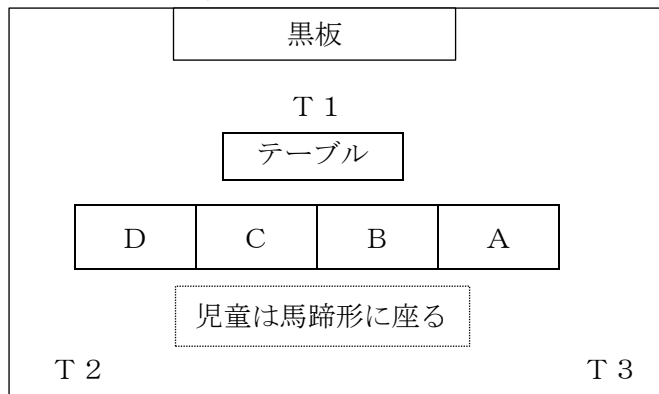 黒板
Ｔ１
テーブル
Ｄ Ｃ Ｂ Ａ
児童は馬蹄形に座る
Ｔ２ Ｔ３